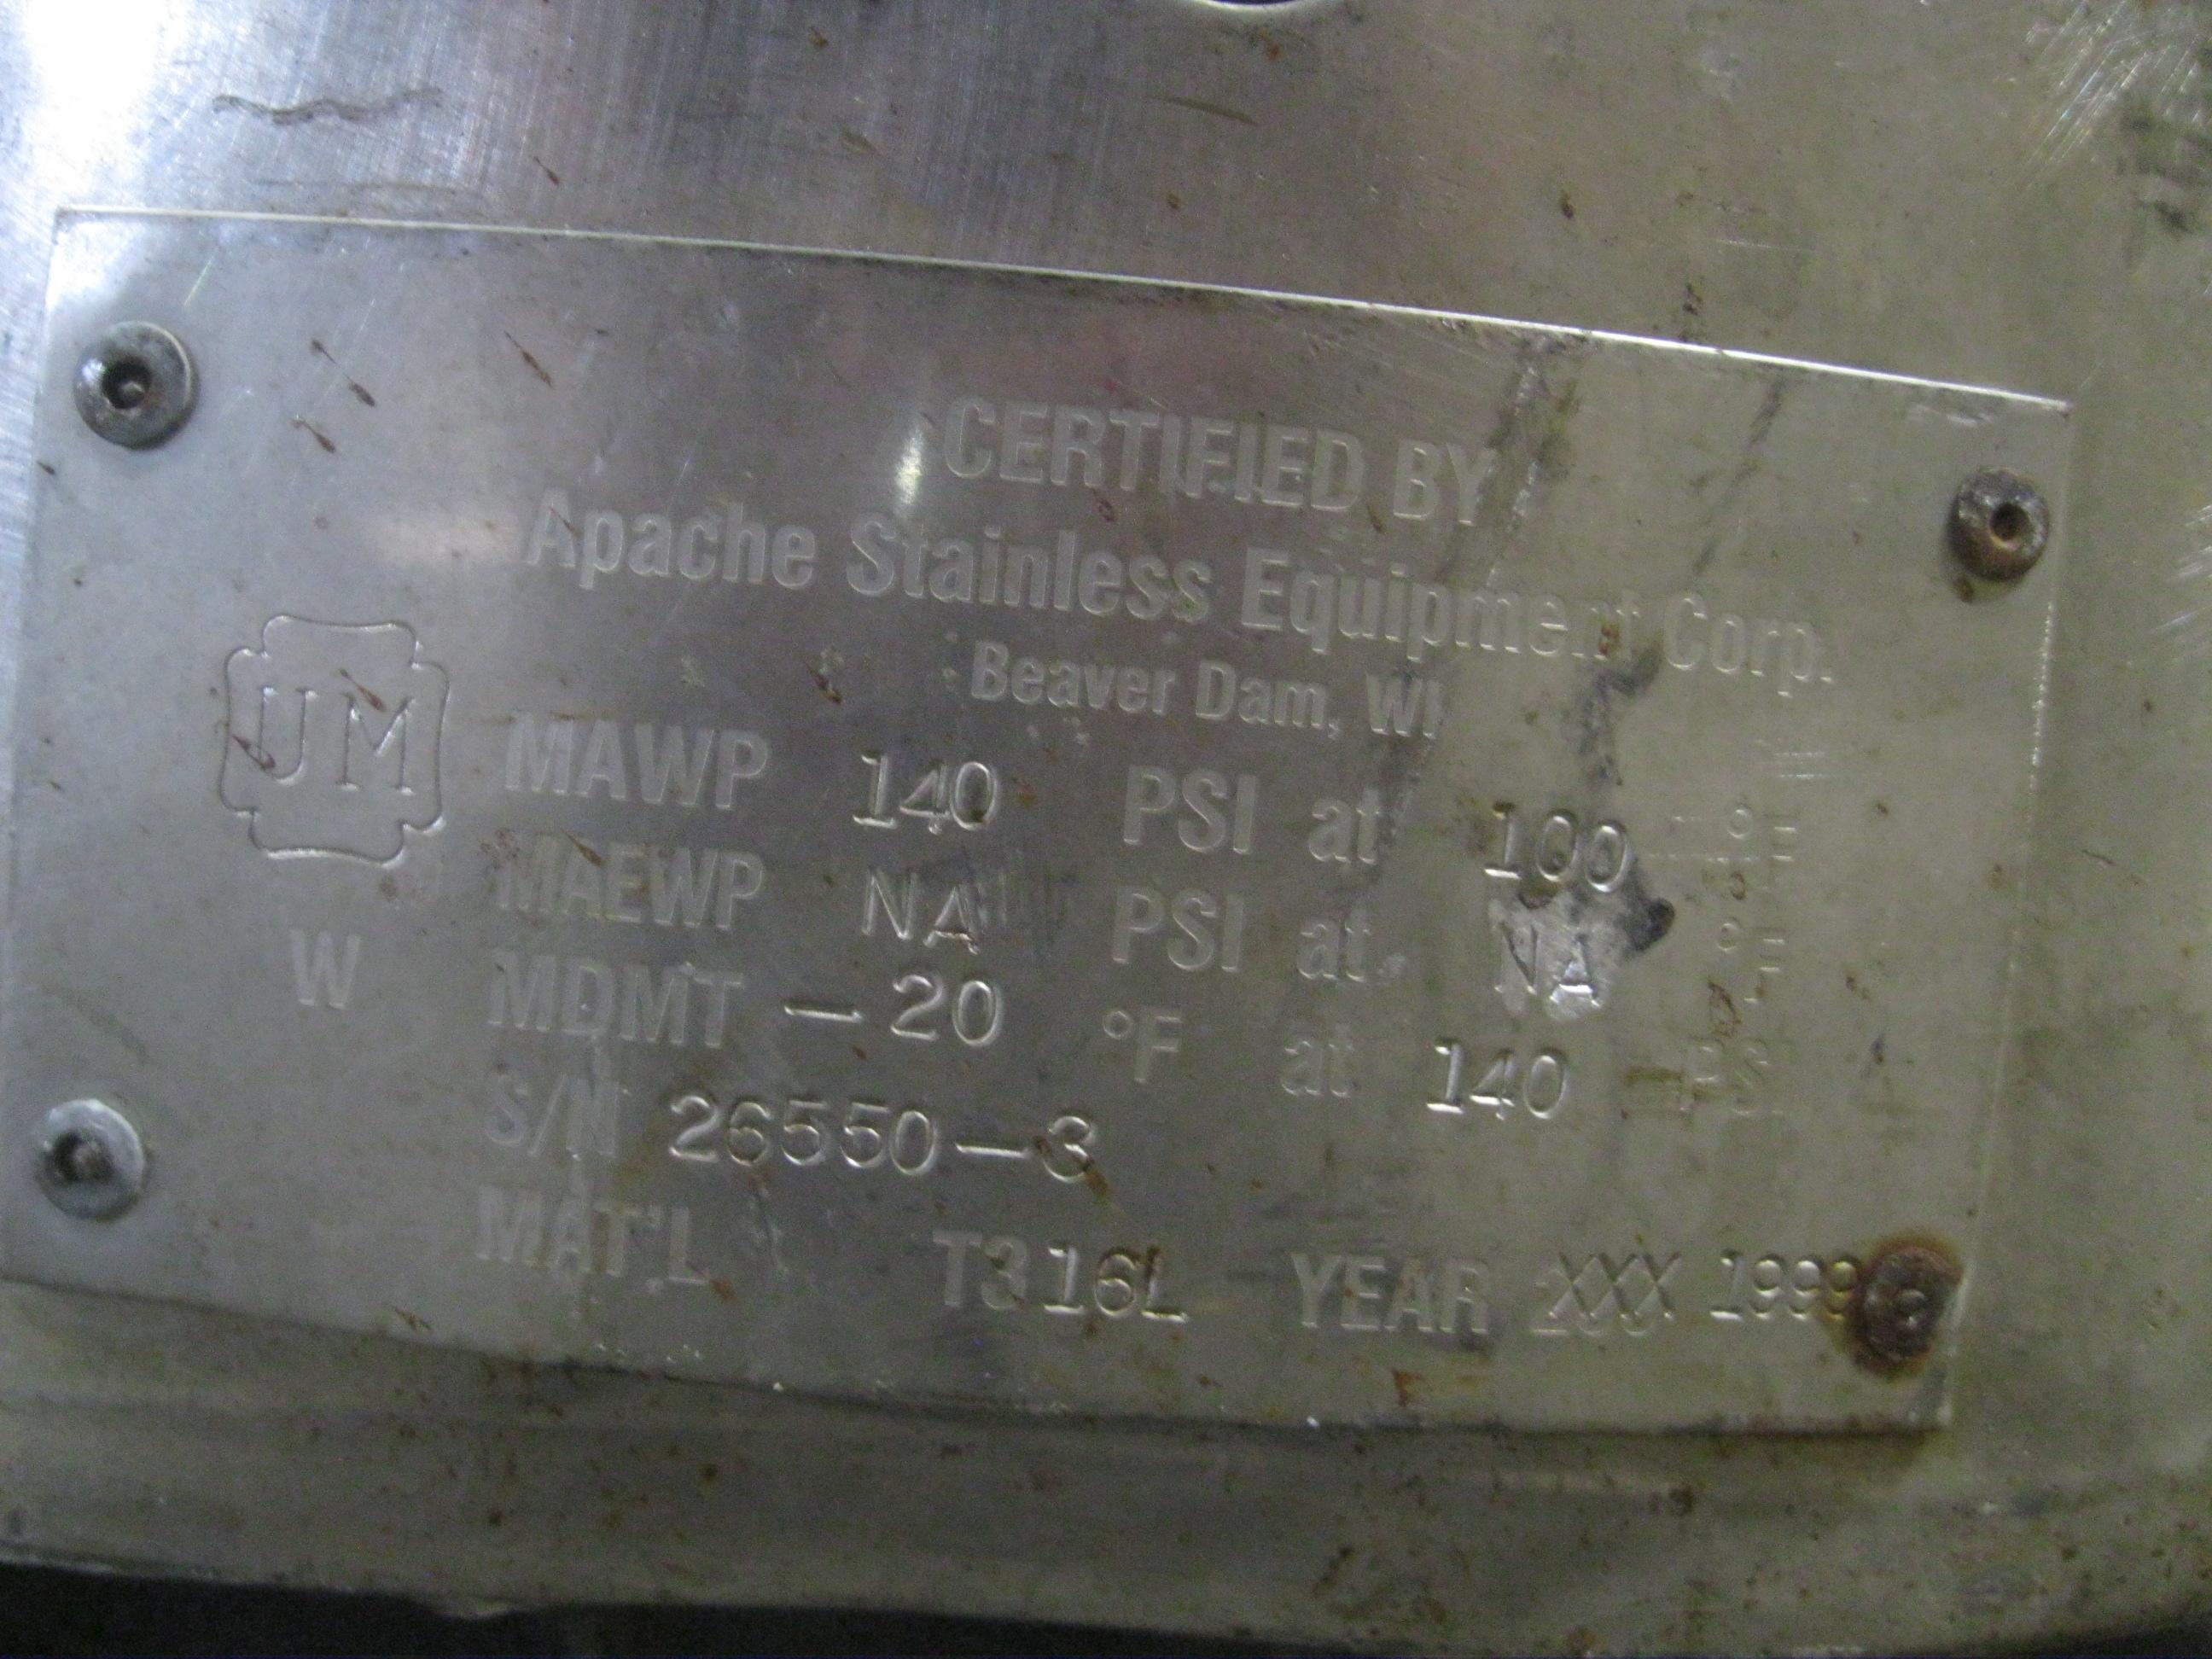 CERTIFIED BY
Apache Stainless Equipment Corp.
Beaver Dam, WI
UM
W
MAWP 140 PSI at 100 °F
MAEWP NA PSI at NA °F
MDMT -20 °F at 140 PSI
S/N 26550-3
MAT'L T316L YEAR XXX 1999